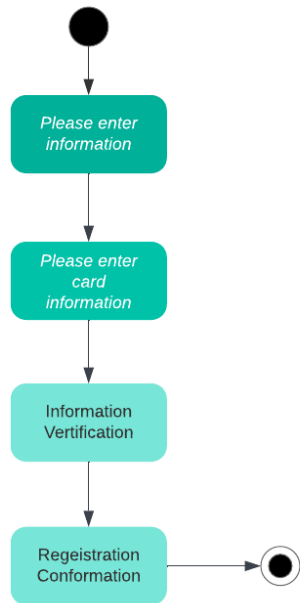 Please enter
information
Please enter
card
information
Information
Vertification
Regeistration
Conformation